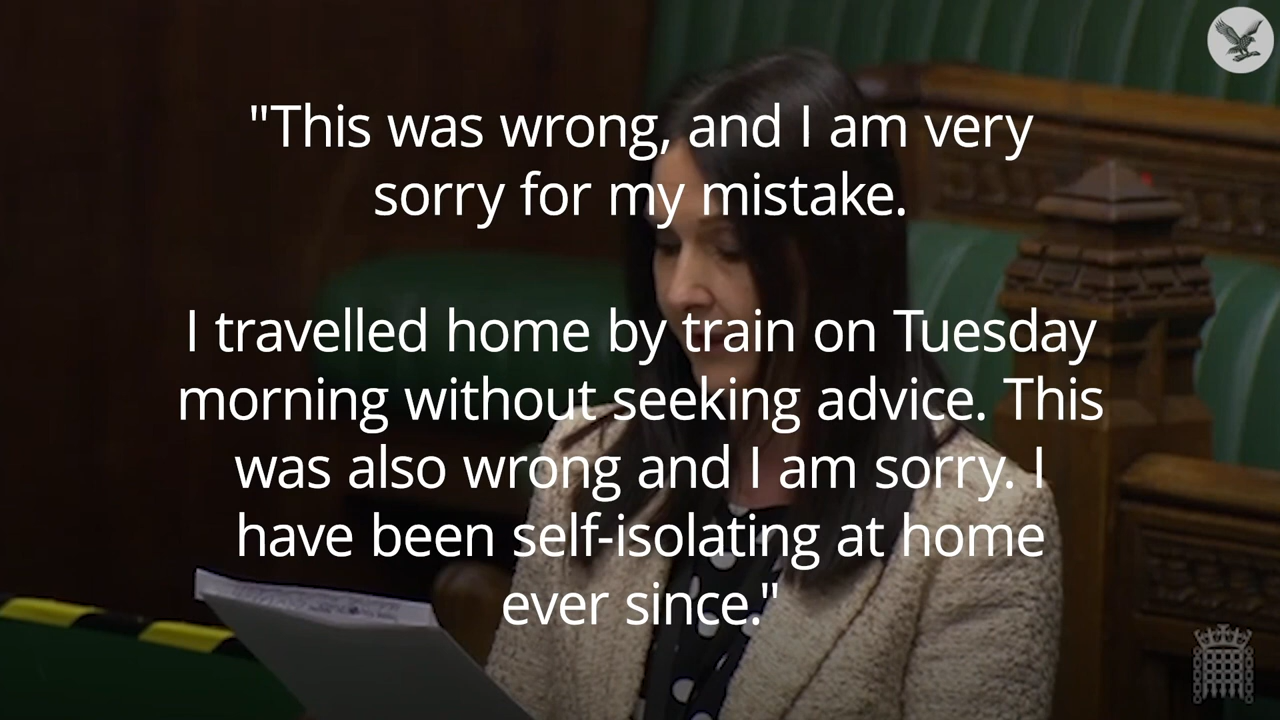 "This was wrong, and I am very
sorry for my mistake.
I travelled home by train on Tuesday
morning without seeking advice. This
was also wrong and I am sorry. I
have been self-isolating at home
ever since."